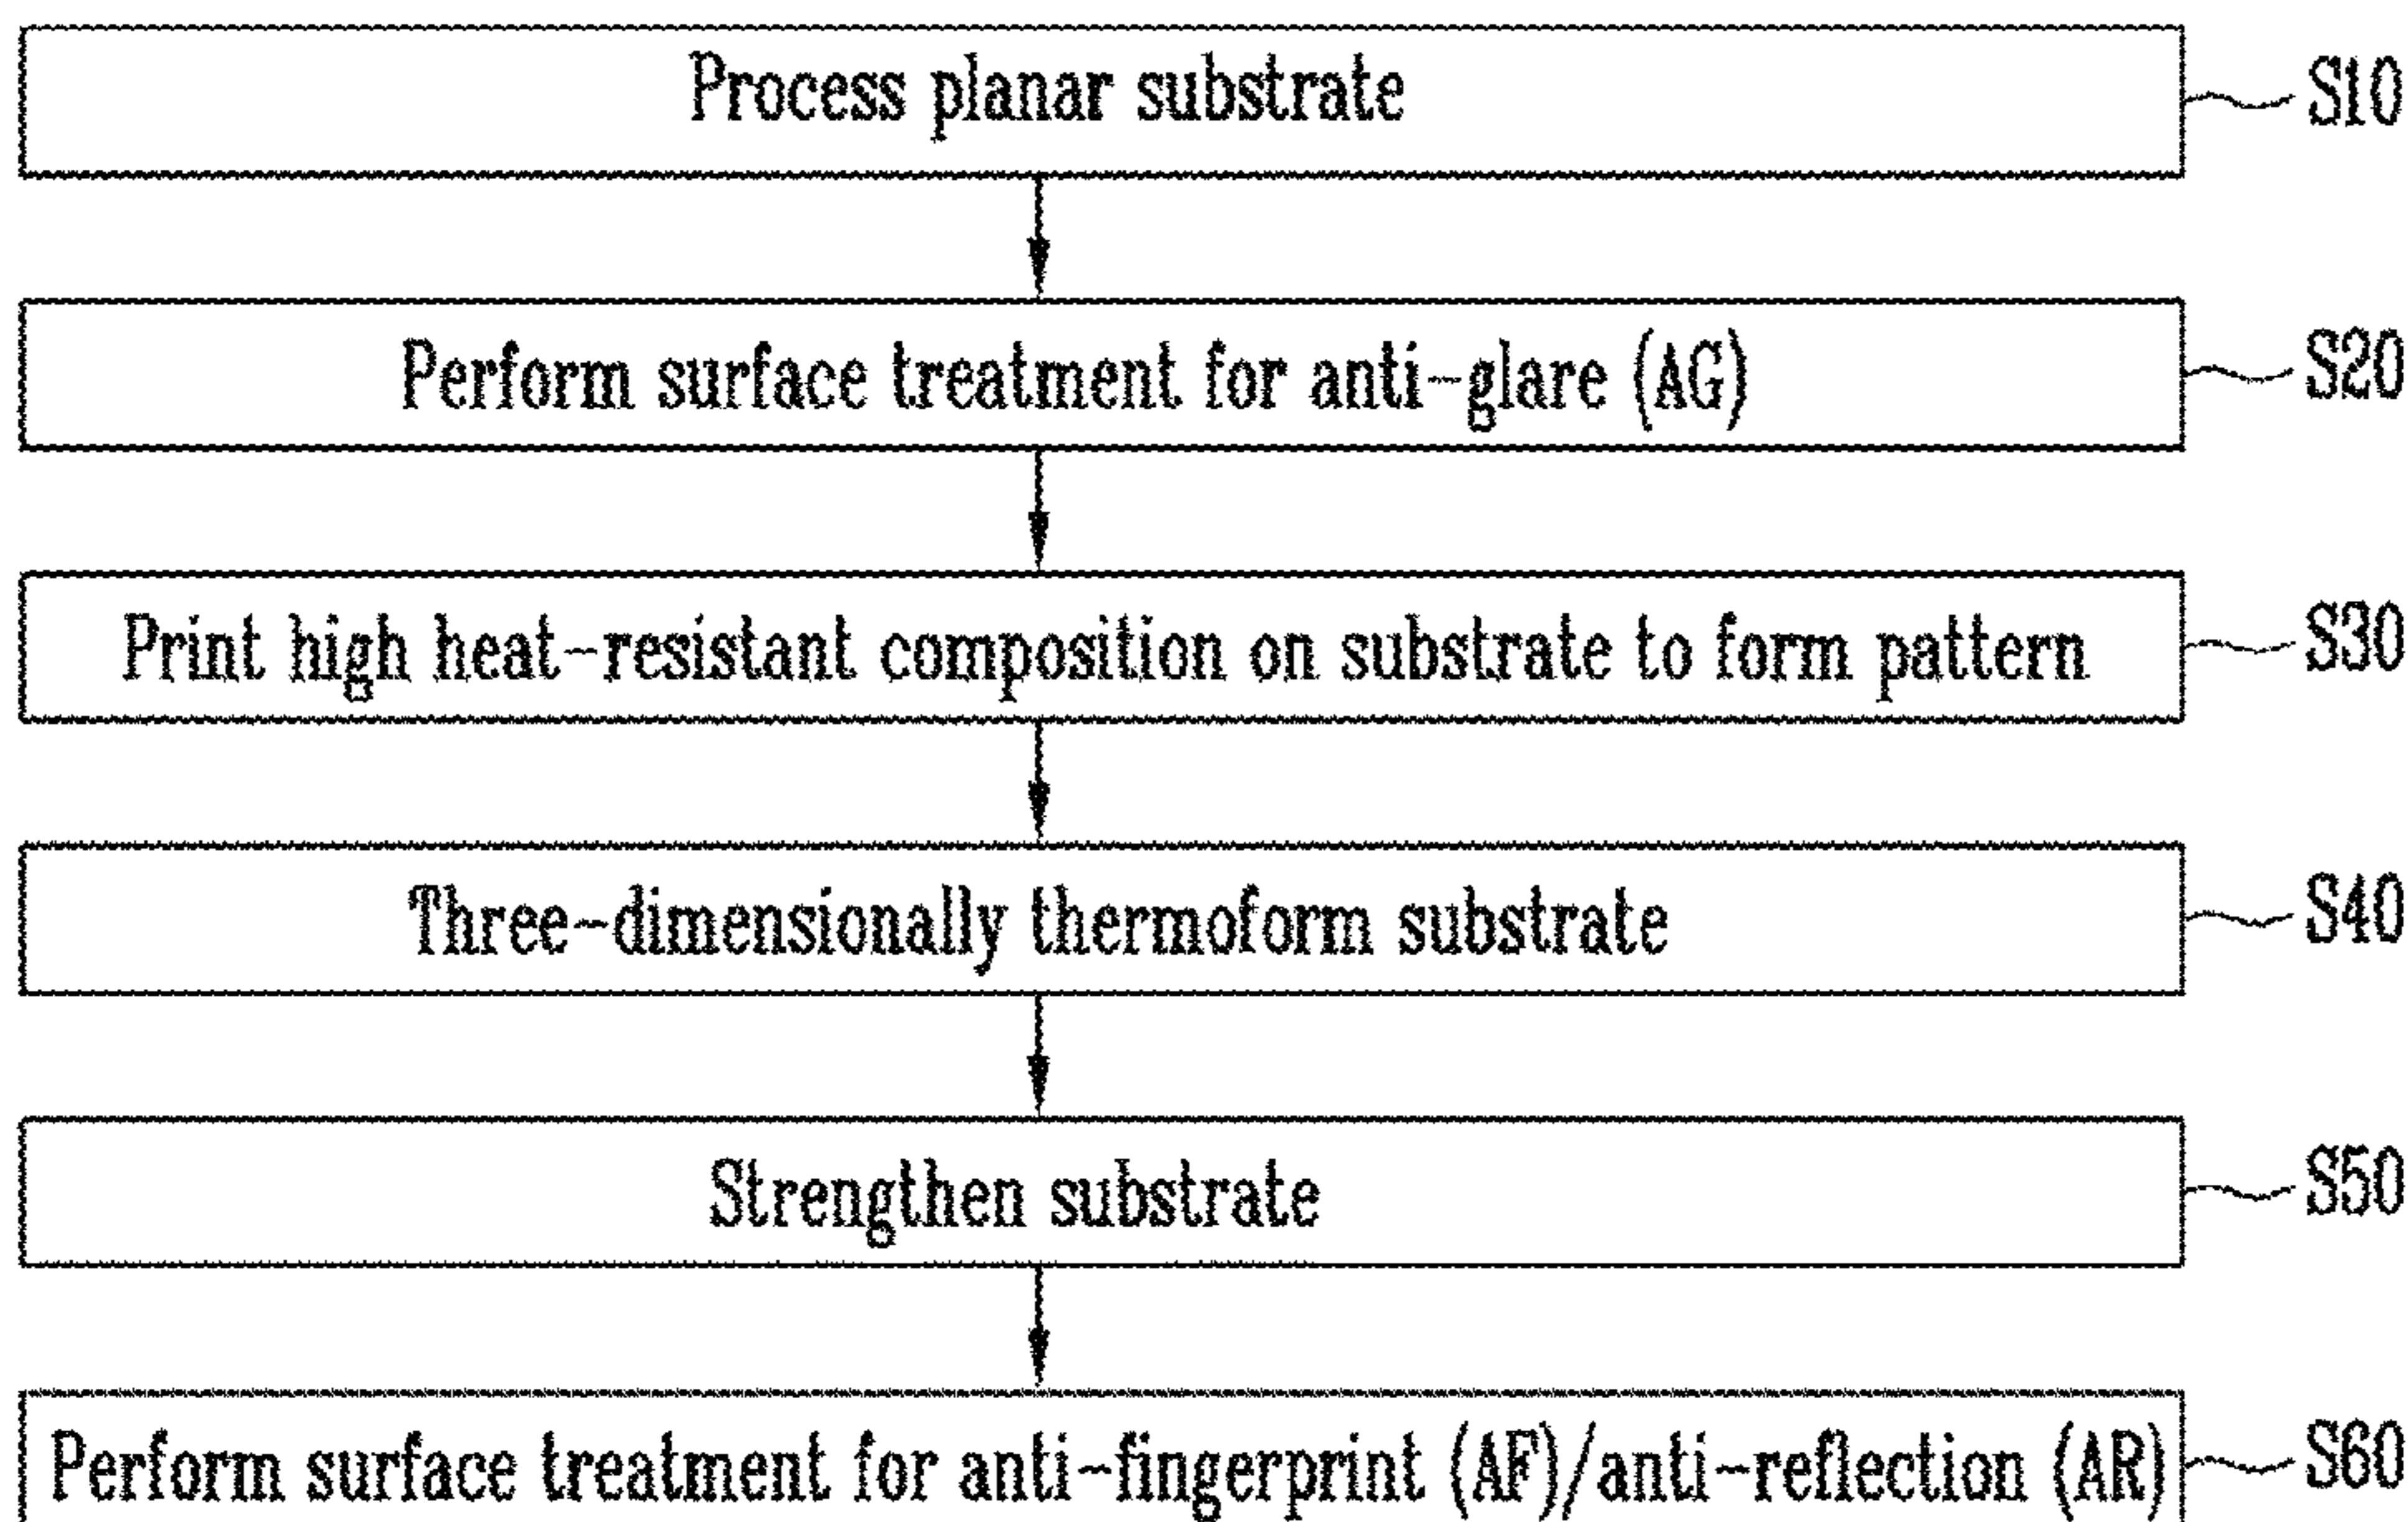 Process planar substrate S10
Perform surface treatment for anti-glare (AG) S20
Print high heat-resistant composition on substrate to form pattern S30
Three-dimensionally thermoform substrate S40
Strengthen substrate S50
Perform surface treatment for anti-fingerprint (AF)/anti-reflection (AR) S60